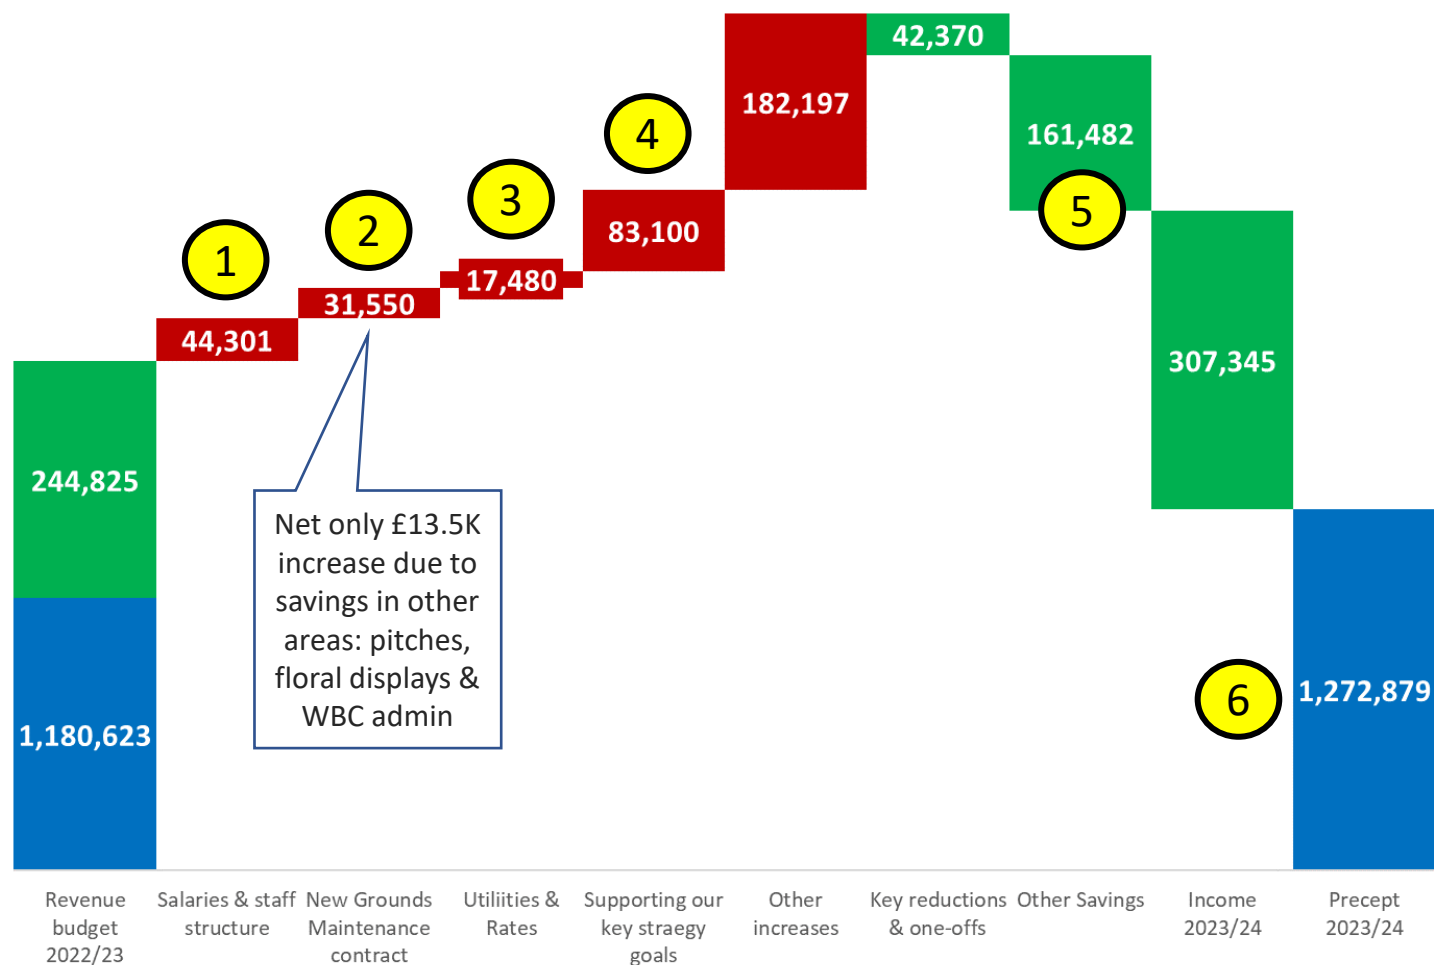 42,370
182,197
161,482
4
3
5
2
83,100
1
17,480
31,550
44,301
307,345
244,825
Net only £13.5K
increase due to
savings in other
areas: pitches,
floral displays &
WBC admin
1,180,623
6
1,272,879
Revenue
budget
2022/23
Salaries & staff
structure
New Grounds
Maintenance
contract
Utiliities &
Rates
Supporting our
key straegy
goals
Other
increases
Key reductions
& one-offs
Other Savings
Income
2023/24
Precept
2023/24